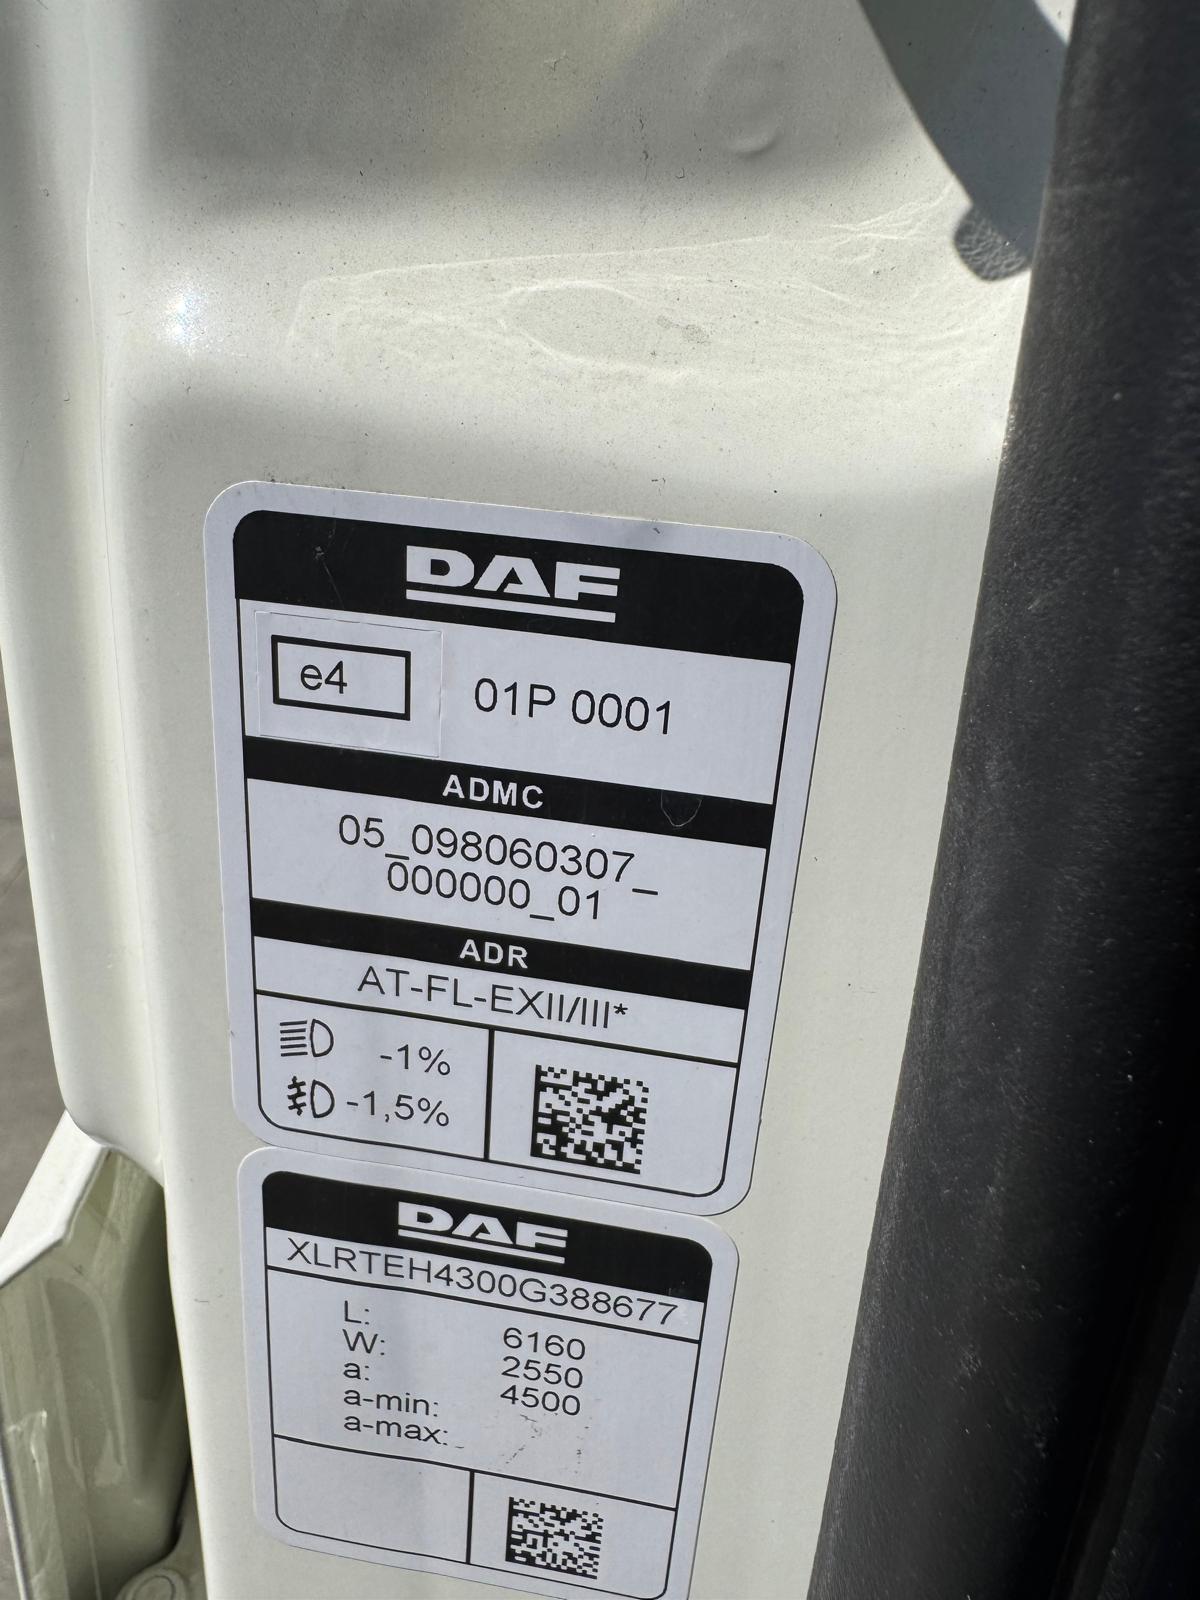 DAF
e4
01P 0001
ADMC
05_098060307_
000000_01
ADR
AT-FL-EXII/III*
-1%
-1,5%
DAF
XLRTEH4300G388677
L: 6160
W: 2550
a: 4500
a-min:
a-max: